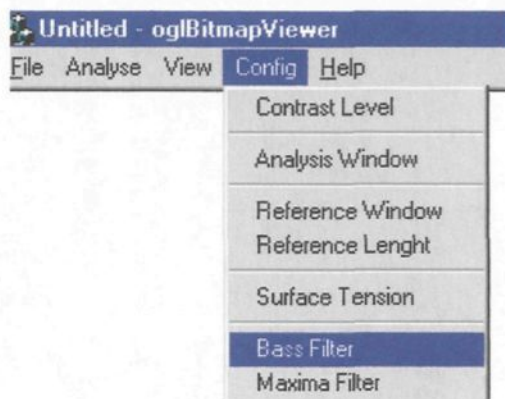 Untitled - oglBitmapViewer
File Analyse View Config Help
Contrast Level
Analysis Window
Reference Window
Reference Lenght
Surface Tension
Bass Filter
Maxima Filter